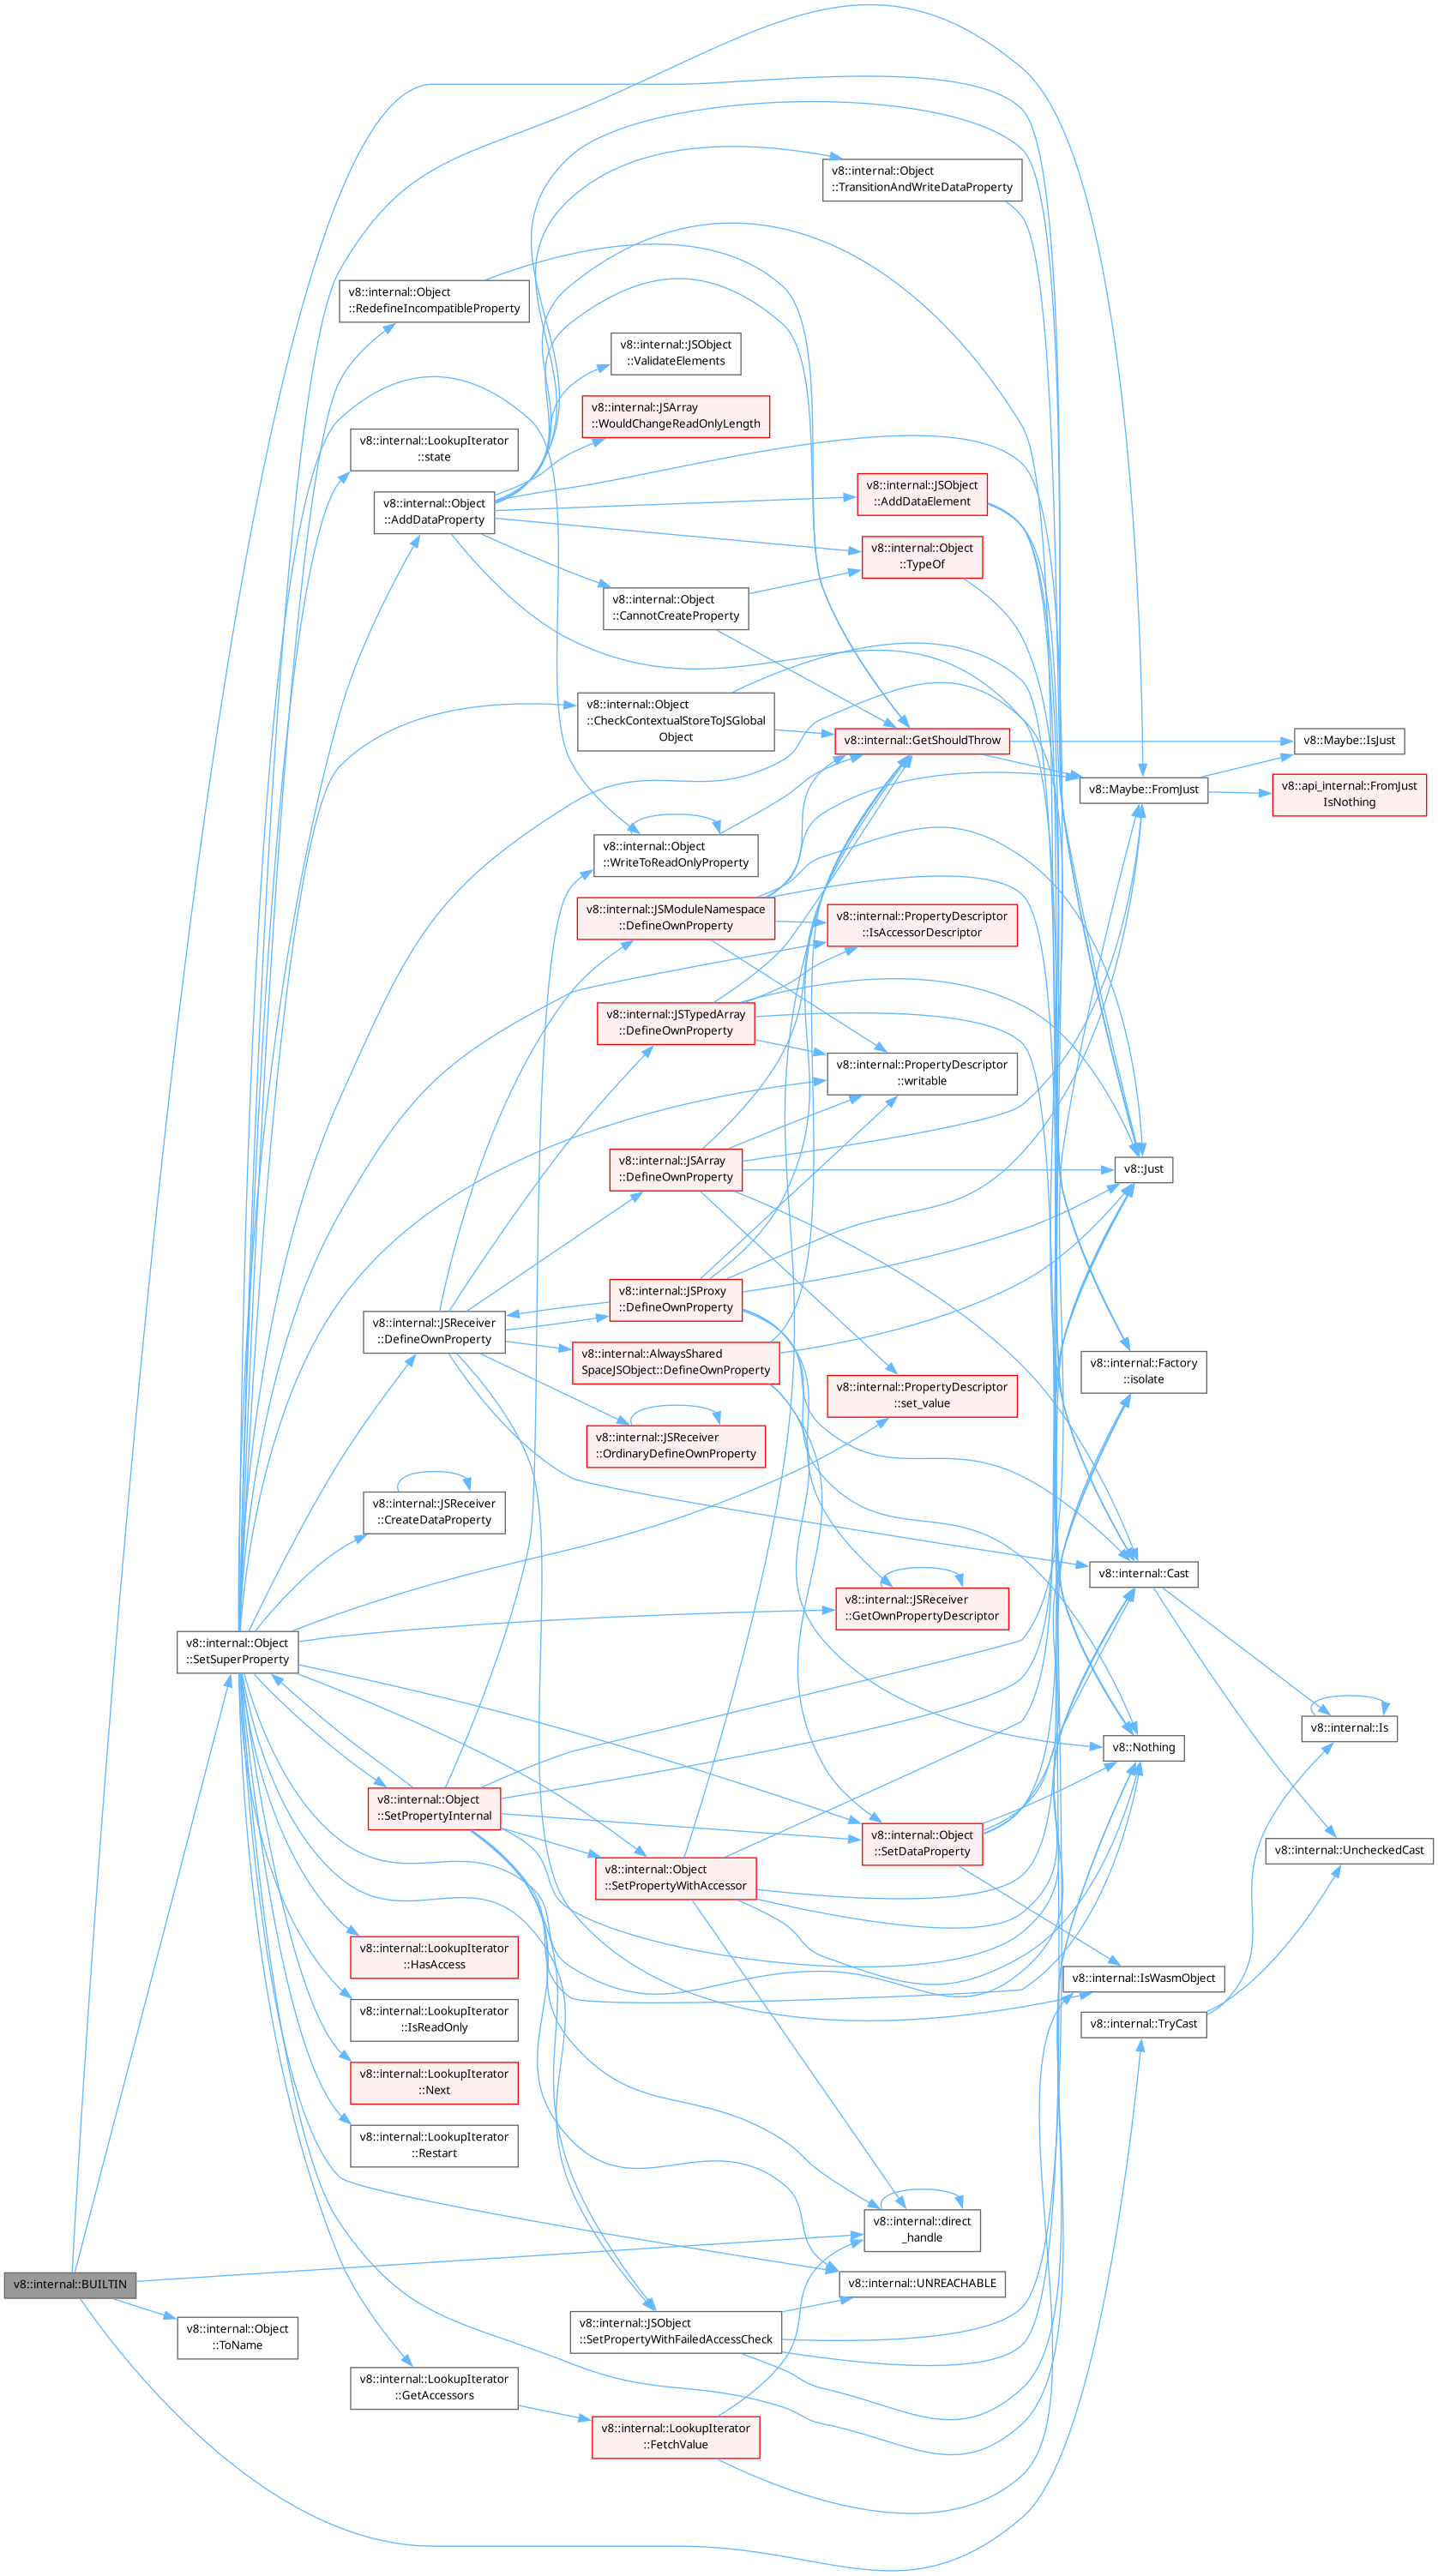 v8::internal::Object
::TransitionAndWriteDataProperty
v8::internal::Object
::RedefineIncompatibleProperty
v8::internal::JSObject
::ValidateElements
v8::internal::JSArray
::WouldChangeReadOnlyLength
v8::internal::LookupIterator
::state
v8::internal::Object
::AddDataProperty
v8::internal::JSObject
::AddDataElement
v8::internal::Object
::TypeOf
v8::internal::Object
::CannotCreateProperty
v8::internal::Object
::CheckContextualStoreToJSGlobal
Object
v8::internal::GetShouldThrow
v8::Maybe::IsJust
v8::Maybe::FromJust
v8::api_internal::FromJust
IsNothing
v8::internal::Object
::WriteToReadOnlyProperty
v8::internal::JSModuleNamespace
::DefineOwnProperty
v8::internal::PropertyDescriptor
::IsAccessorDescriptor
v8::internal::JSTypedArray
::DefineOwnProperty
v8::internal::PropertyDescriptor
::writable
v8::internal::JSArray
::DefineOwnProperty
v8::Just
v8::internal::JSProxy
::DefineOwnProperty
v8::internal::JSReceiver
::DefineOwnProperty
v8::internal::AlwaysShared
SpaceJSObject::DefineOwnProperty
v8::internal::Factory
::isolate
v8::internal::PropertyDescriptor
::set_value
v8::internal::JSReceiver
::OrdinaryDefineOwnProperty
v8::internal::JSReceiver
::CreateDataProperty
v8::internal::Cast
v8::internal::JSReceiver
::GetOwnPropertyDescriptor
v8::internal::Object
::SetSuperProperty
v8::internal::Is
v8::Nothing
v8::internal::Object
::SetPropertyInternal
v8::internal::Object
::SetDataProperty
v8::internal::UncheckedCast
v8::internal::Object
::SetPropertyWithAccessor
v8::internal::LookupIterator
::HasAccess
v8::internal::IsWasmObject
v8::internal::LookupIterator
::IsReadOnly
v8::internal::TryCast
v8::internal::LookupIterator
::Next
v8::internal::LookupIterator
::Restart
v8::internal::direct
_handle
v8::internal::BUILTIN
v8::internal::UNREACHABLE
v8::internal::Object
::ToName
v8::internal::JSObject
::SetPropertyWithFailedAccessCheck
v8::internal::LookupIterator
::GetAccessors
v8::internal::LookupIterator
::FetchValue